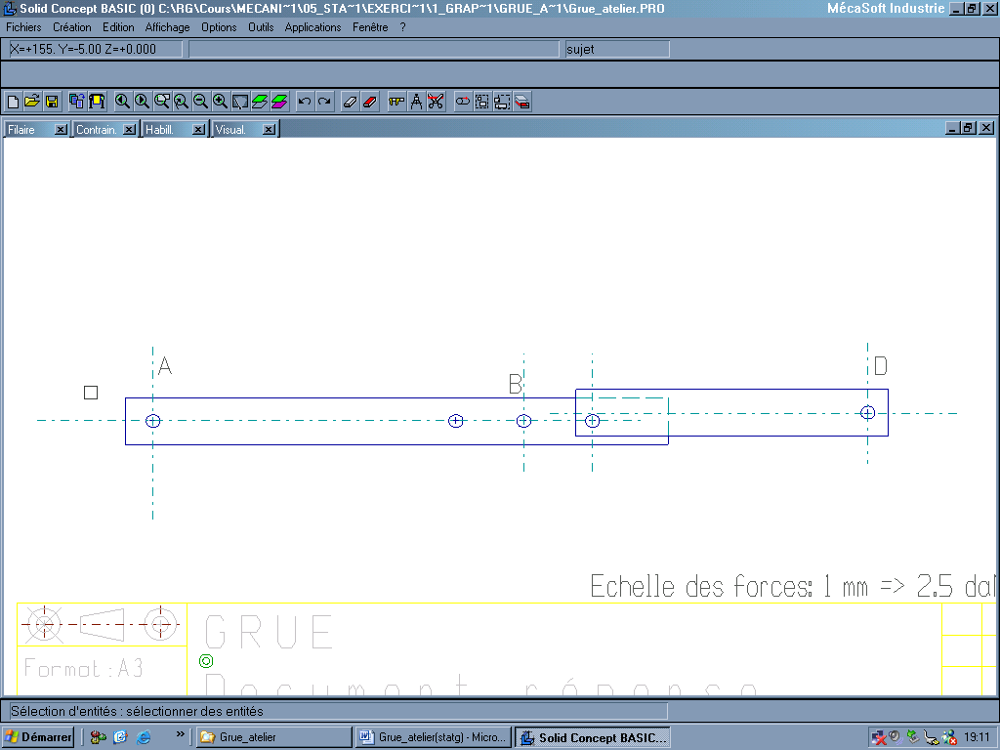 Solid Concept BASIC (0) C:\RG\Cours\MECANI~1\05_STA~1\EXERCI~1\1_GRAP~1\GRUE_A~1\Grue_atelier.PRO MécaSoft Industrie
Fichiers Création Edition Affichage Options Outils Applications Fenêtre ?
X=+155. Y=-5.00 Z=+0.000 sujet
Filaire Contrain. Habill. Visual.
A
B
D
Echelle des forces: 1 mm => 2.5 daN
GRUE
Format :A3
Document réponse
Sélection d'entités : sélectionner des entités
Démarrer Grue_atelier Grue_atelier(statg) - Micro... Solid Concept BASIC... 19:11